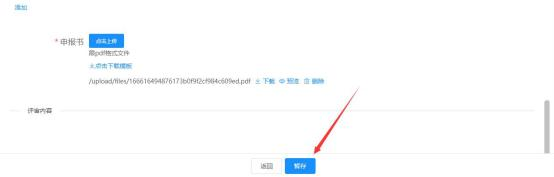 添加
* 申报书 点击上传
限pdf格式文件
点击下载模板
/upload/files/166616494876173b0f9f2cf984c609ed.pdf 下载 预览 删除
评审内容
返回 暂存